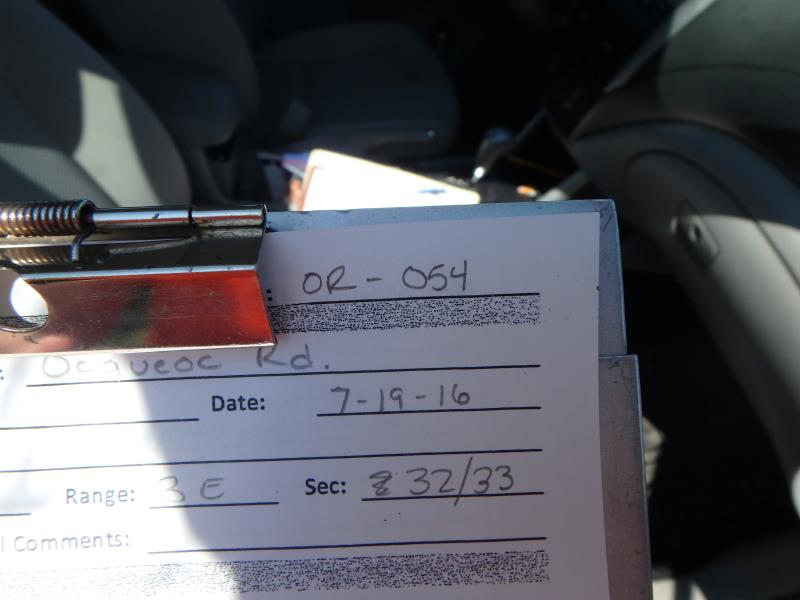 : OR - 054
: Ocqueoc Rd.
Date: 7-19-16
Range: 3 E Sec: 32/33
l Comments: